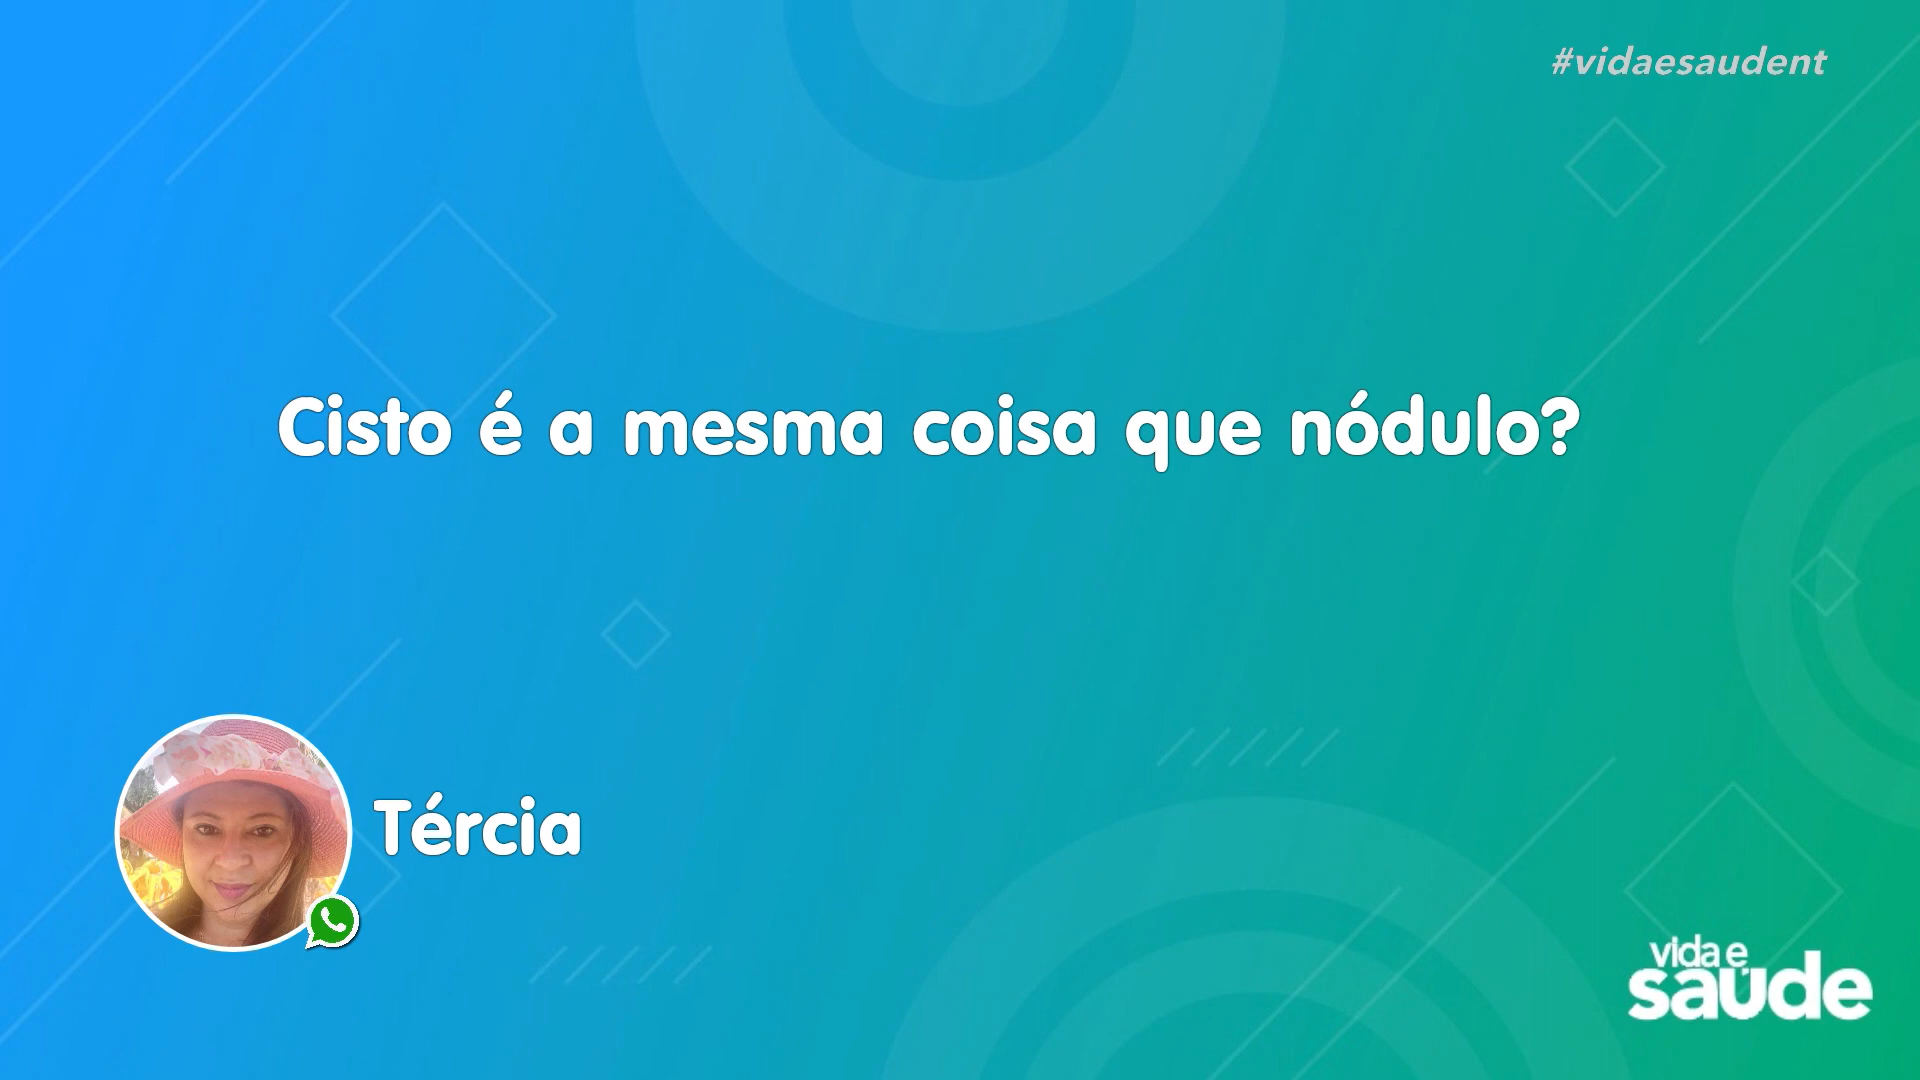 #vidaesaudent
Cisto é a mesma coisa que nódulo?
Tércia
vida e
saúde